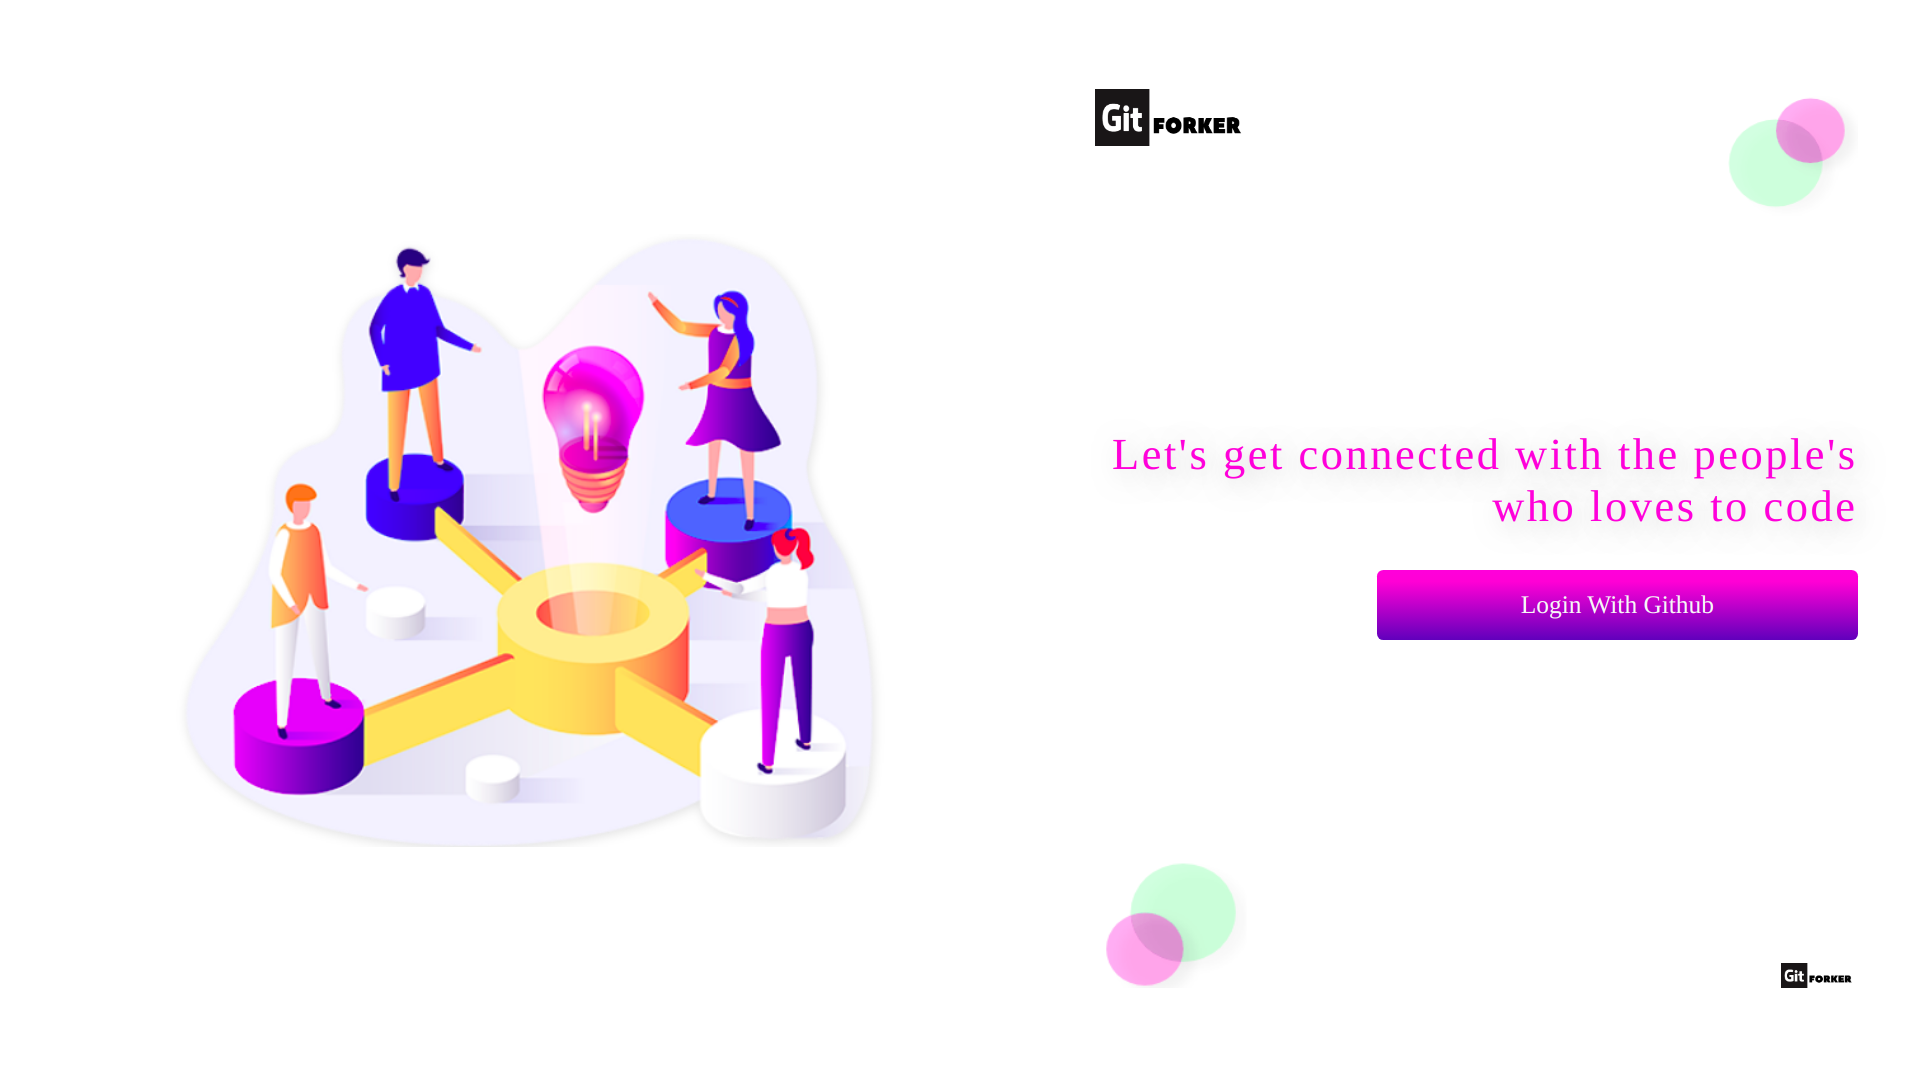 Git FORKER
Let's get connected with the people's
who loves to code
Login With Github
Git FORKER